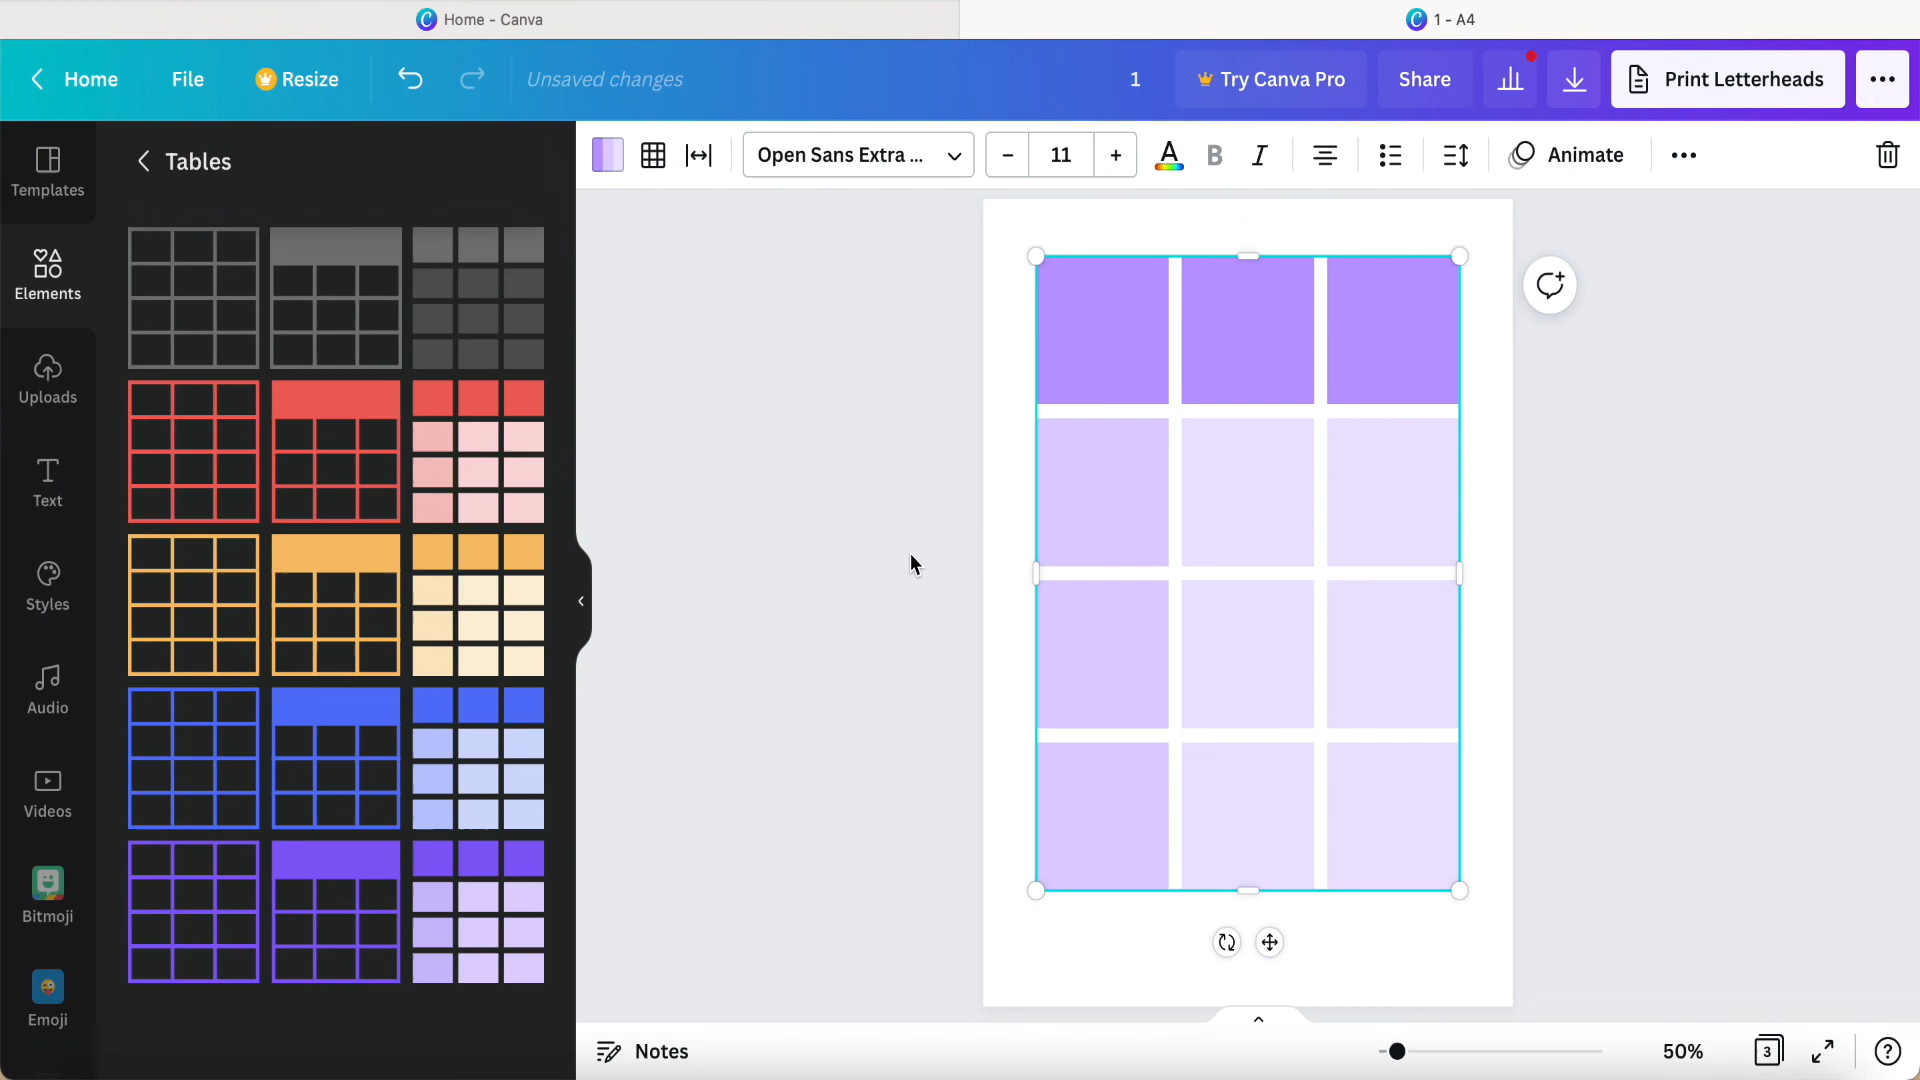 Home - Canva
1 - A4
Home
File
Resize
Unsaved changes
1
Try Canva Pro
Share
Print Letterheads
Templates
Elements
Uploads
Text
Styles
Audio
Videos
Bitmoji
Emoji
Tables
Open Sans Extra ...
11
A
B
I
Animate
Notes
50%
3